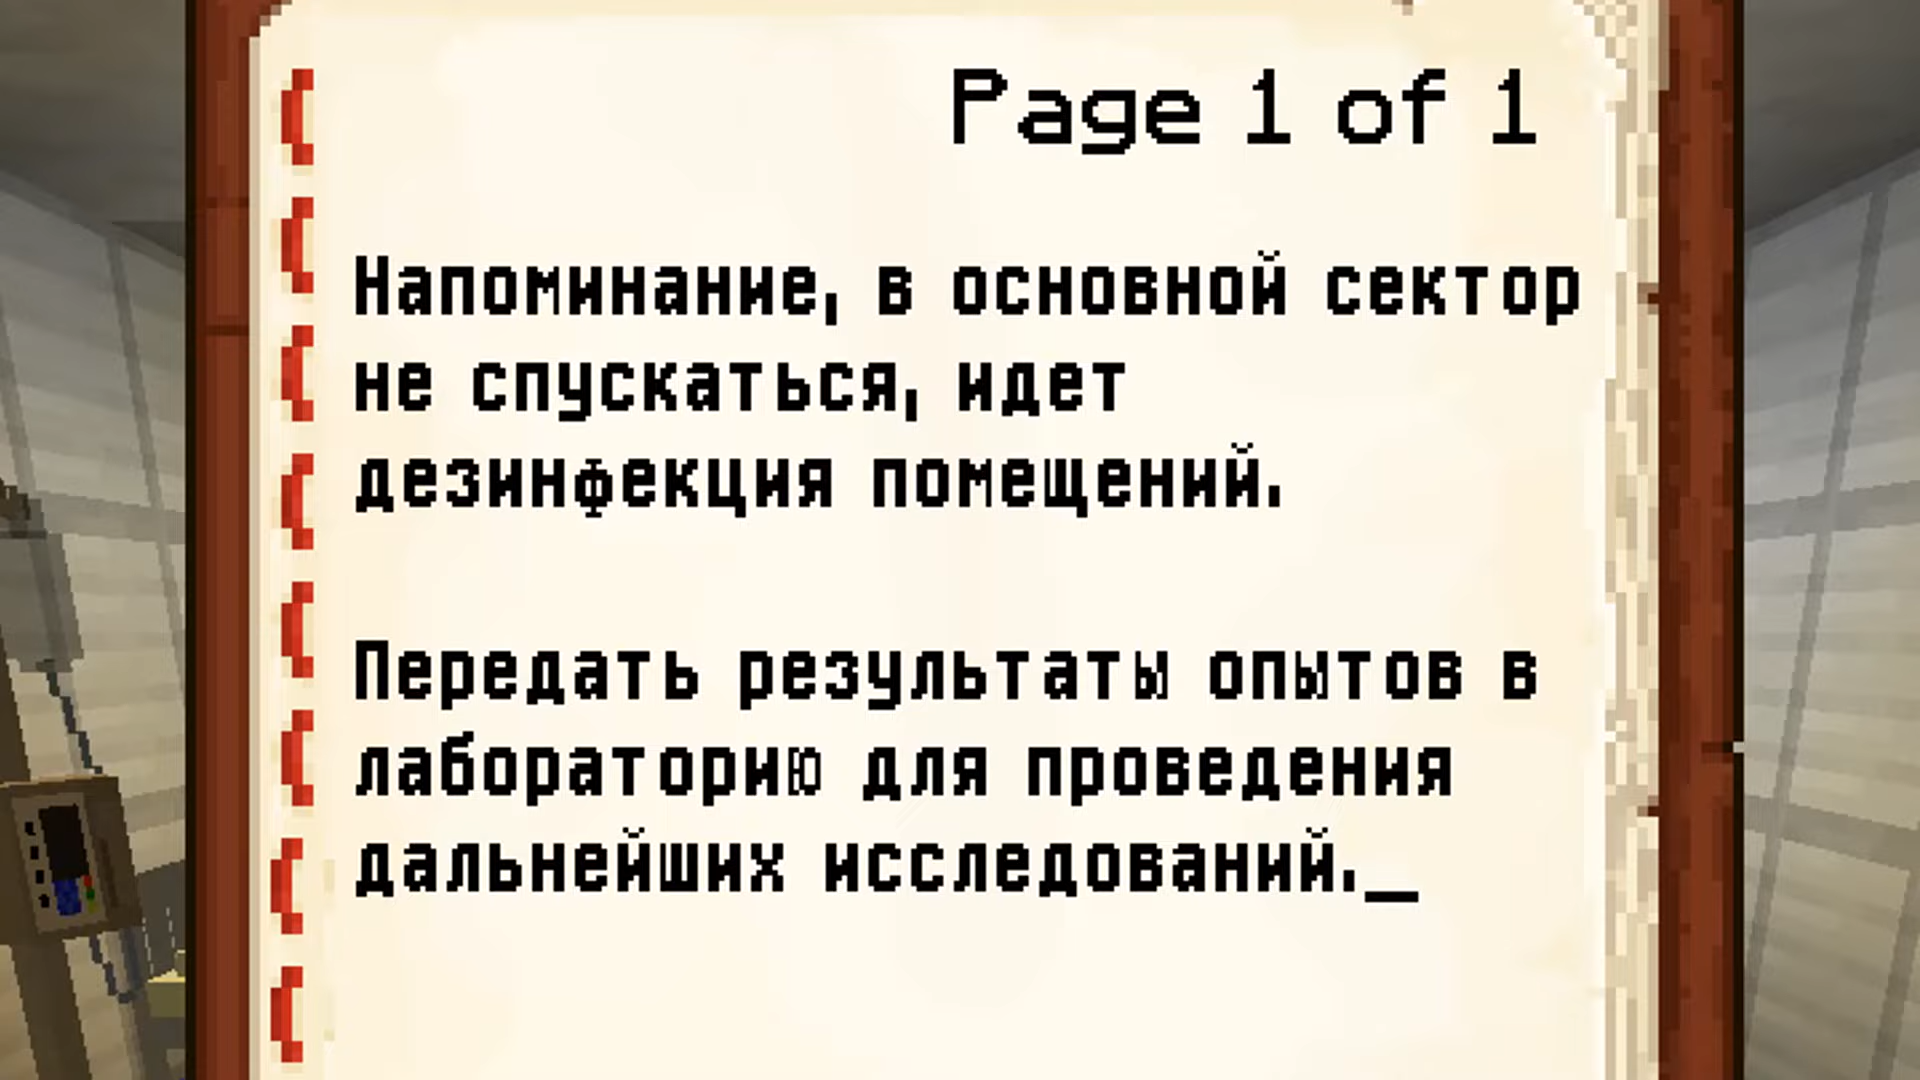 Page 1 of 1
Напоминание, в основной сектор
не спускаться, идет
дезинфекция помещений.
Передать результаты опытов в
лабораторию для проведения
дальнейших исследований._